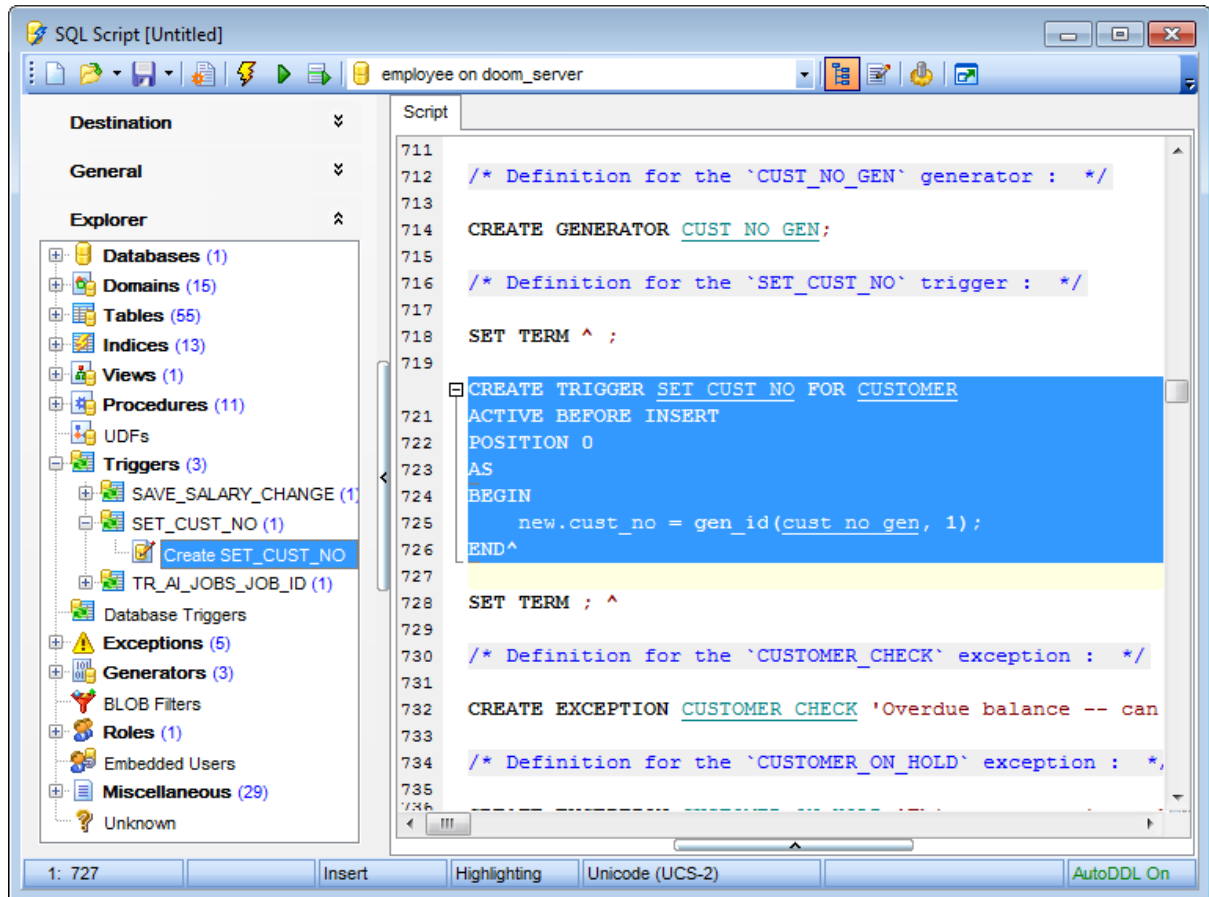 SQL Script [Untitled]
employee on doom_server
Destination
General
Explorer
Databases (1)
Domains (15)
Tables (55)
Indices (13)
Views (1)
Procedures (11)
UDFs
Triggers (3)
SAVE_SALARY_CHANGE (1)
SET_CUST_NO (1)
Create SET_CUST_NO
TR_AI_JOBS_JOB_ID (1)
Database Triggers
Exceptions (5)
Generators (3)
BLOB Filters
Roles (1)
Embedded Users
Miscellaneous (29)
Unknown
Script
711
712 /* Definition for the `CUST_NO_GEN` generator :  */
713
714 CREATE GENERATOR CUST_NO_GEN;
715
716 /* Definition for the `SET_CUST_NO` trigger :  */
717
718 SET TERM ^ ;
719
CREATE TRIGGER SET_CUST_NO FOR CUSTOMER
721 ACTIVE BEFORE INSERT
722 POSITION 0
723 AS
724 BEGIN
725 new.cust_no = gen_id(cust_no_gen, 1);
726 END^
727
728 SET TERM ; ^
729
730 /* Definition for the `CUSTOMER_CHECK` exception :  */
731
732 CREATE EXCEPTION CUSTOMER_CHECK 'Overdue balance -- can
733
734 /* Definition for the `CUSTOMER_ON_HOLD` exception :  *
735
1: 727 Insert Highlighting Unicode (UCS-2) AutoDDL On